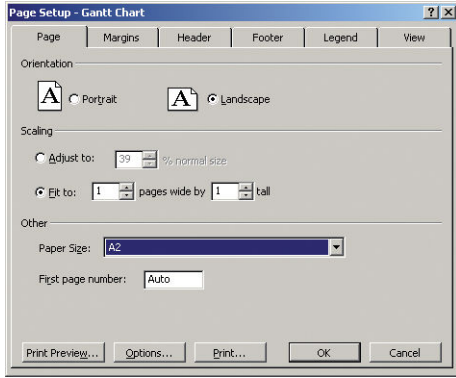 Page Setup - Gantt Chart ? X
Page Margins Header Footer Legend View
Orientation
A Portrait A Landscape
Scaling
Adjust to: 39 % normal size
Fit to: 1 pages wide by 1 tall
Other
Paper Size: A2
First page number: Auto
Print Preview... Options... Print... OK Cancel